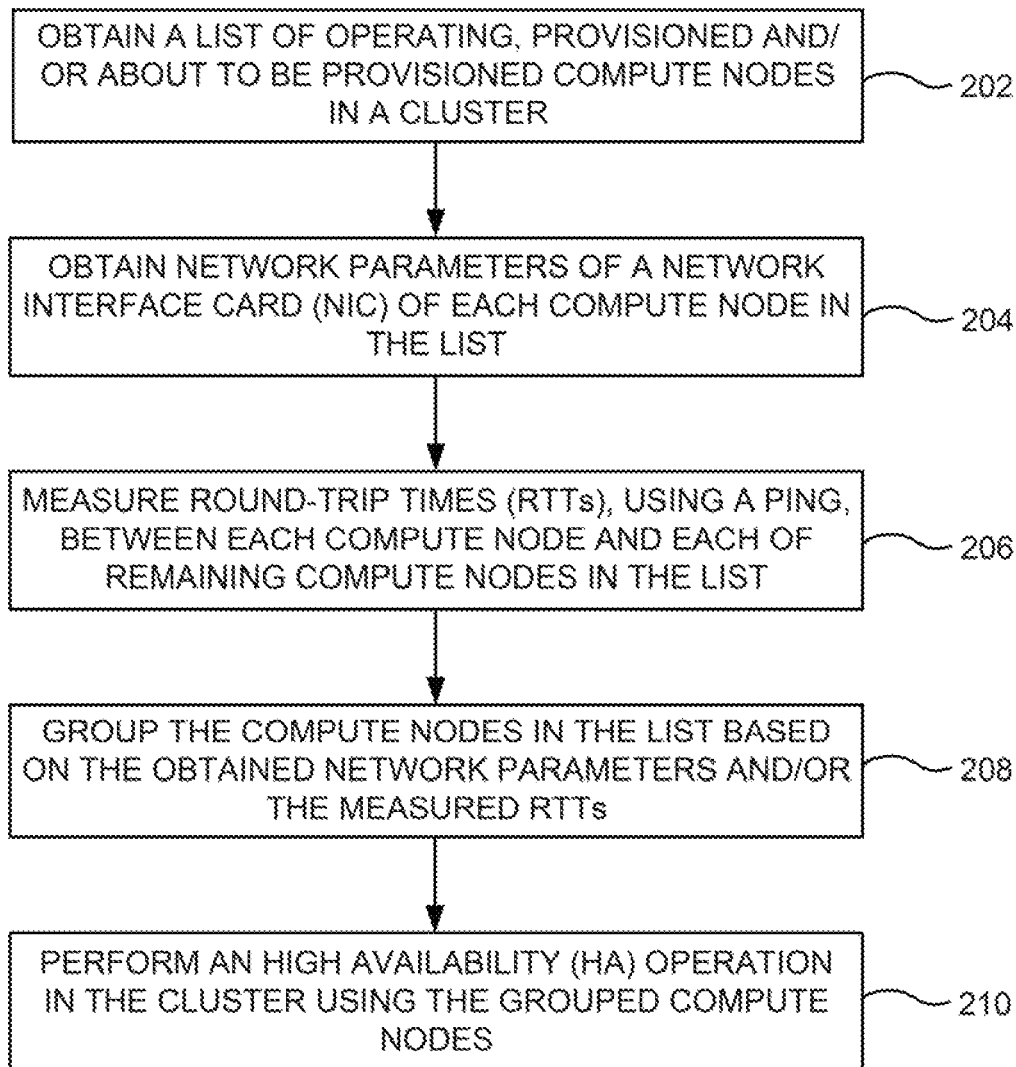 OBTAIN A LIST OF OPERATING, PROVISIONED AND/
OR ABOUT TO BE PROVISIONED COMPUTE NODES
IN A CLUSTER
202
OBTAIN NETWORK PARAMETERS OF A NETWORK
INTERFACE CARD (NIC) OF EACH COMPUTE NODE IN
THE LIST
204
MEASURE ROUND-TRIP TIMES (RTTs), USING A PING,
BETWEEN EACH COMPUTE NODE AND EACH OF
REMAINING COMPUTE NODES IN THE LIST
206
GROUP THE COMPUTE NODES IN THE LIST BASED
ON THE OBTAINED NETWORK PARAMETERS AND/OR
THE MEASURED RTTs
208
PERFORM AN HIGH AVAILABILITY (HA) OPERATION
IN THE CLUSTER USING THE GROUPED COMPUTE
NODES
210